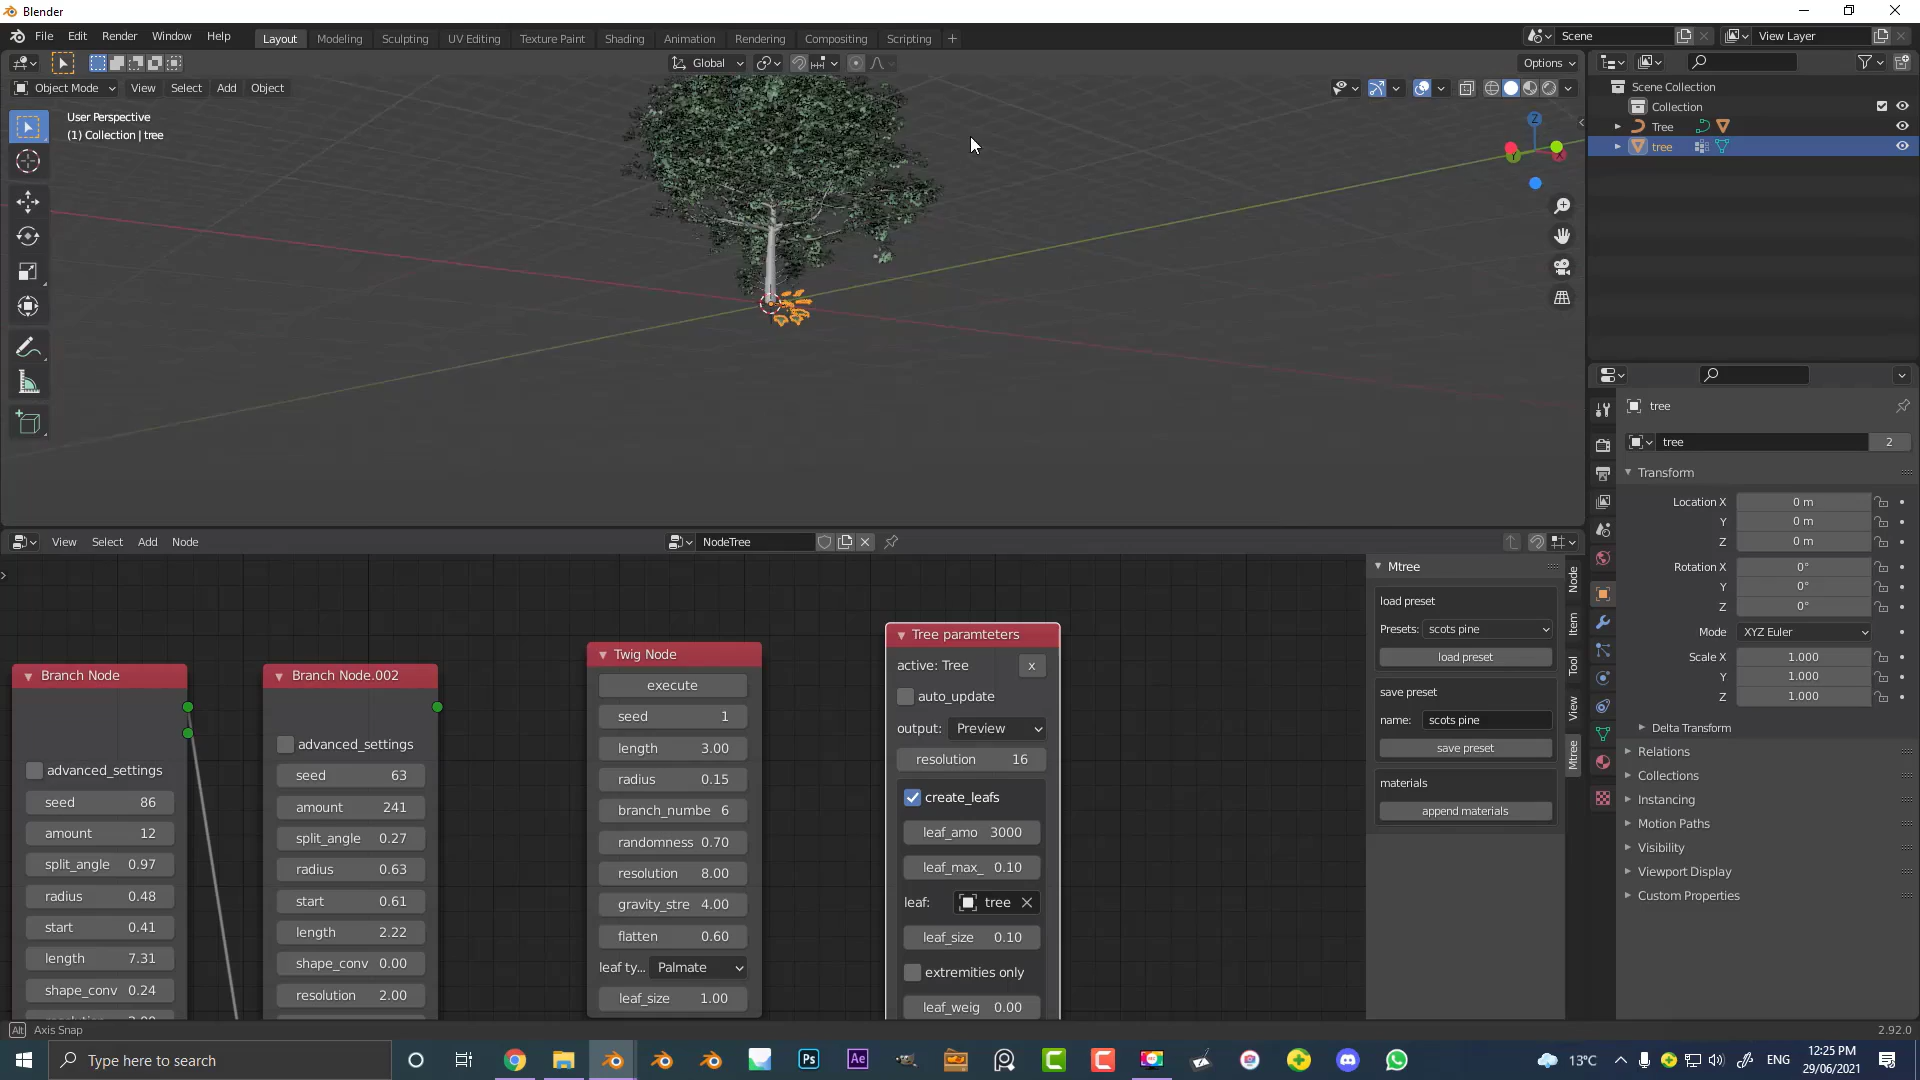 Blender
File Edit Render Window Help
Layout Modeling Sculpting UV Editing Texture Paint Shading Animation Rendering Compositing Scripting
Scene
View Layer
Global
Options
Object Mode View Select Add Object
User Perspective
(1) Collection | tree
Z
Scene Collection
Collection
Tree
tree
tree
tree 2
Transform
Location X 0 m
Y 0 m
Z 0 m
Rotation X 0°
Y 0°
Z 0°
Mode XYZ Euler
Scale X 1.000
Y 1.000
Z 1.000
Delta Transform
Relations
Collections
Instancing
Motion Paths
Visibility
Viewport Display
Custom Properties
View Select Add Node
NodeTree
Branch Node
advanced_settings
seed 86
amount 12
split_angle 0.97
radius 0.48
start 0.41
length 7.31
shape_conv 0.24
Branch Node.002
advanced_settings
seed 63
amount 241
split_angle 0.27
radius 0.63
start 0.61
length 2.22
shape_conv 0.00
resolution 2.00
Twig Node
execute
seed 1
length 3.00
radius 0.15
branch_numbe 6
randomness 0.70
resolution 8.00
gravity_stre 4.00
flatten 0.60
leaf ty... Palmate
leaf_size 1.00
Tree paramteters
active: Tree x
auto_update
output: Preview
resolution 16
create_leafs
leaf_amo 3000
leaf_max_ 0.10
leaf: tree
leaf_size 0.10
extremities only
leaf_weig 0.00
Mtree
load preset
Presets: scots pine
load preset
save preset
name: scots pine
save preset
materials
append materials
Node
Item
Tool
View
Mtree
Alt Axis Snap
2.92.0
Type here to search
Ps
Ae
13°C
ENG
12:25 PM
29/06/2021